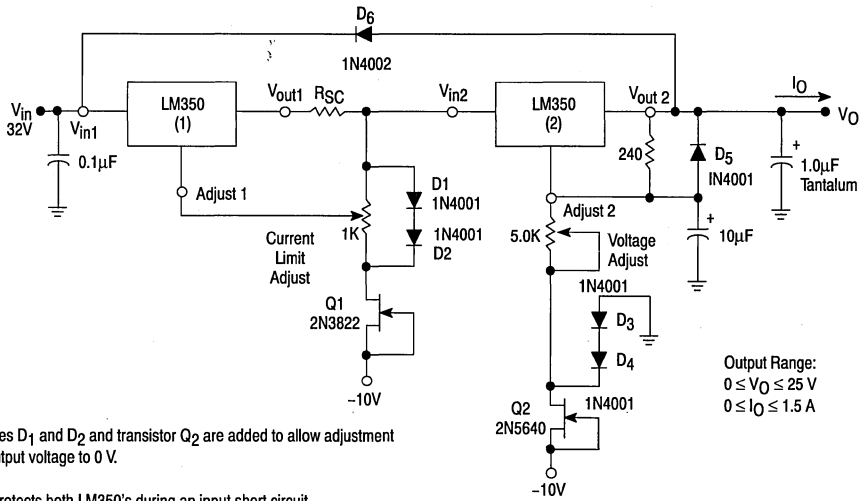 D6
1N4002
Vin
32V
Vin1
LM350
(1)
Vout1
RSC
Vin2
LM350
(2)
Vout 2
IO
VO
0.1µF
Adjust 1
D1
1N4001
1N4001
D2
1K
Current
Limit
Adjust
240
D5
IN4001
+
1.0µF
Tantalum
Adjust 2
5.0K
Voltage
Adjust
+
10µF
1N4001
D3
D4
1N4001
Q1
2N3822
–10V
Q2
2N5640
–10V
Output Range:
0 ≤ VO ≤ 25 V
0 ≤ IO ≤ 1.5 A
es D1 and D2 and transistor Q2 are added to allow adjustment
utput voltage to 0 V.
rotects both LM350's during an input short circuit